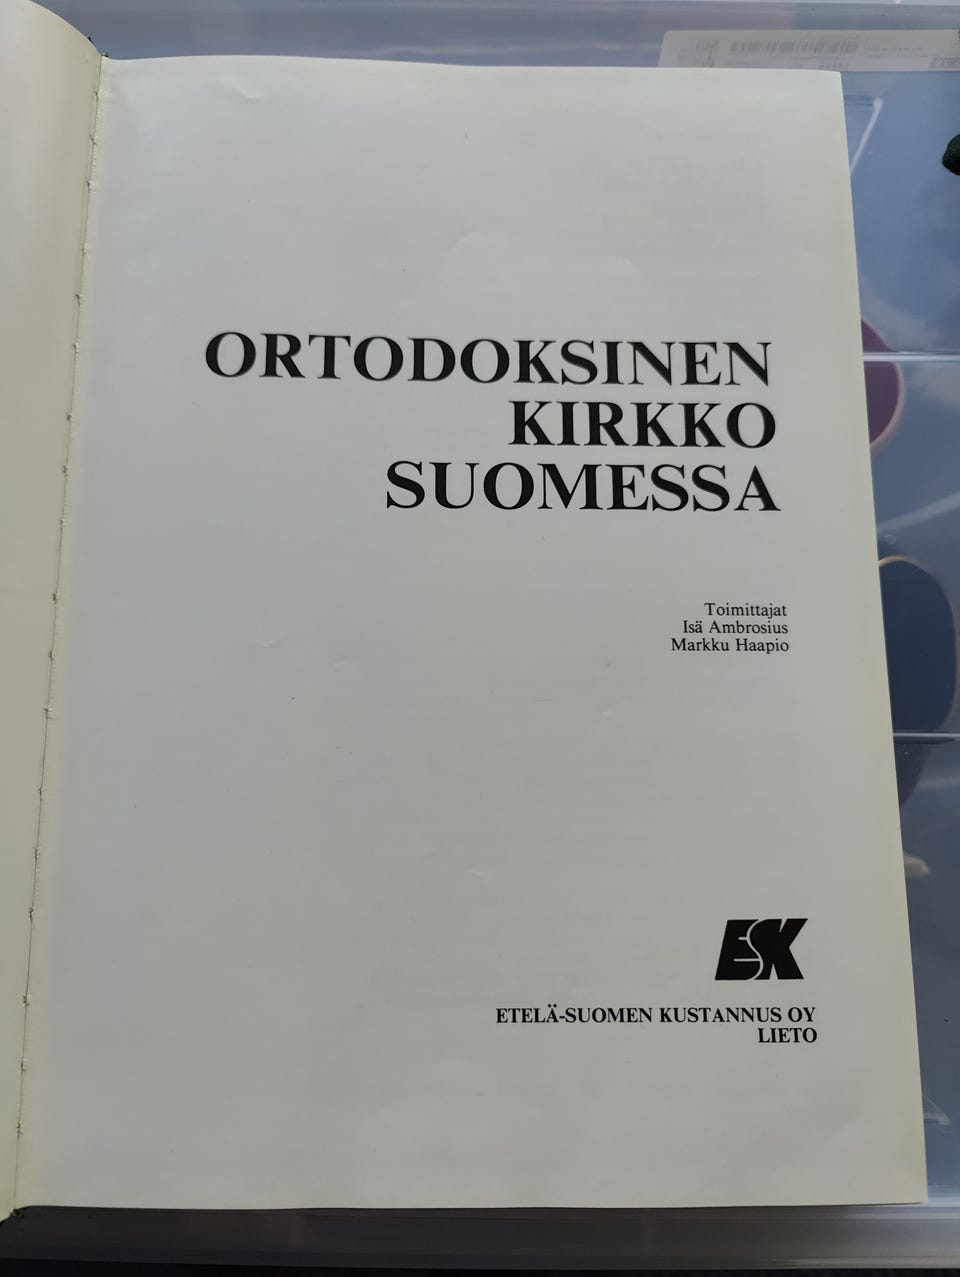 ORTODOKSINEN
KIRKKO
SUOMESSA
Toimittajat
Isä Ambrosius
Markku Haapio
ESK
ETELÄ-SUOMEN KUSTANNUS OY
LIETO